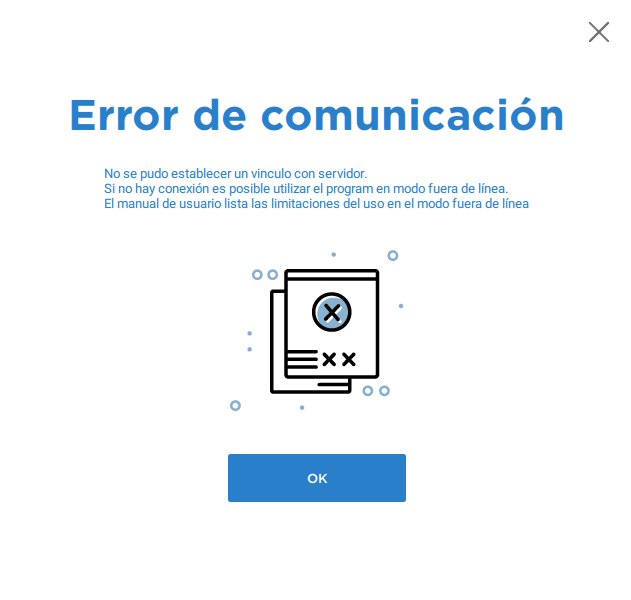 Error de comunicación
No se pudo establecer un vinculo con servidor.
Si no hay conexión es posible utilizar el program en modo fuera de línea.
El manual de usuario lista las limitaciones del uso en el modo fuera de línea
OK